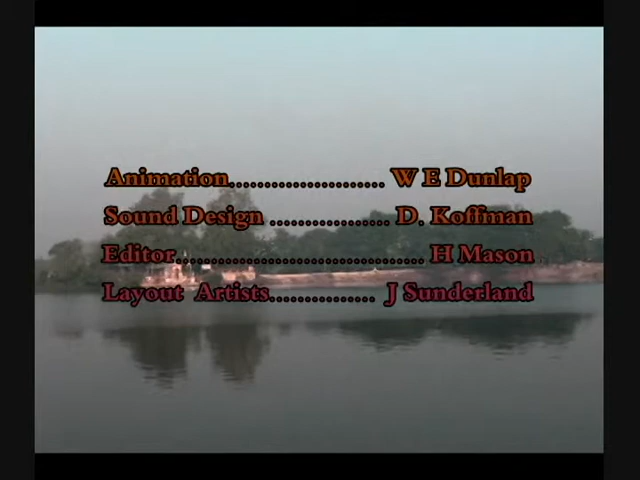 Animation...................... W E Dunlap
Sound Design ................. D. Koffman
Editor................................... H Mason
Layout Artists............... J Sunderland